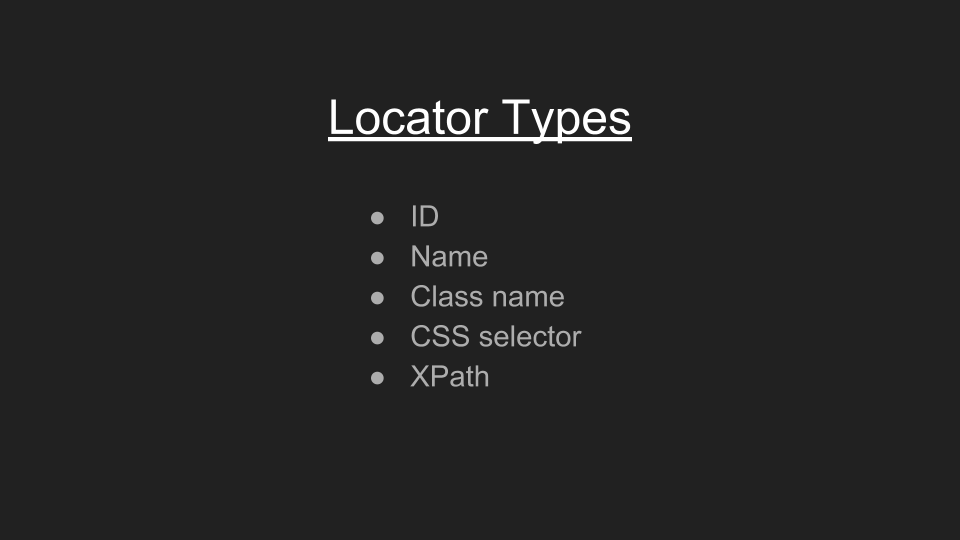 Locator Types
● ID
● Name
● Class name
● CSS selector
● XPath